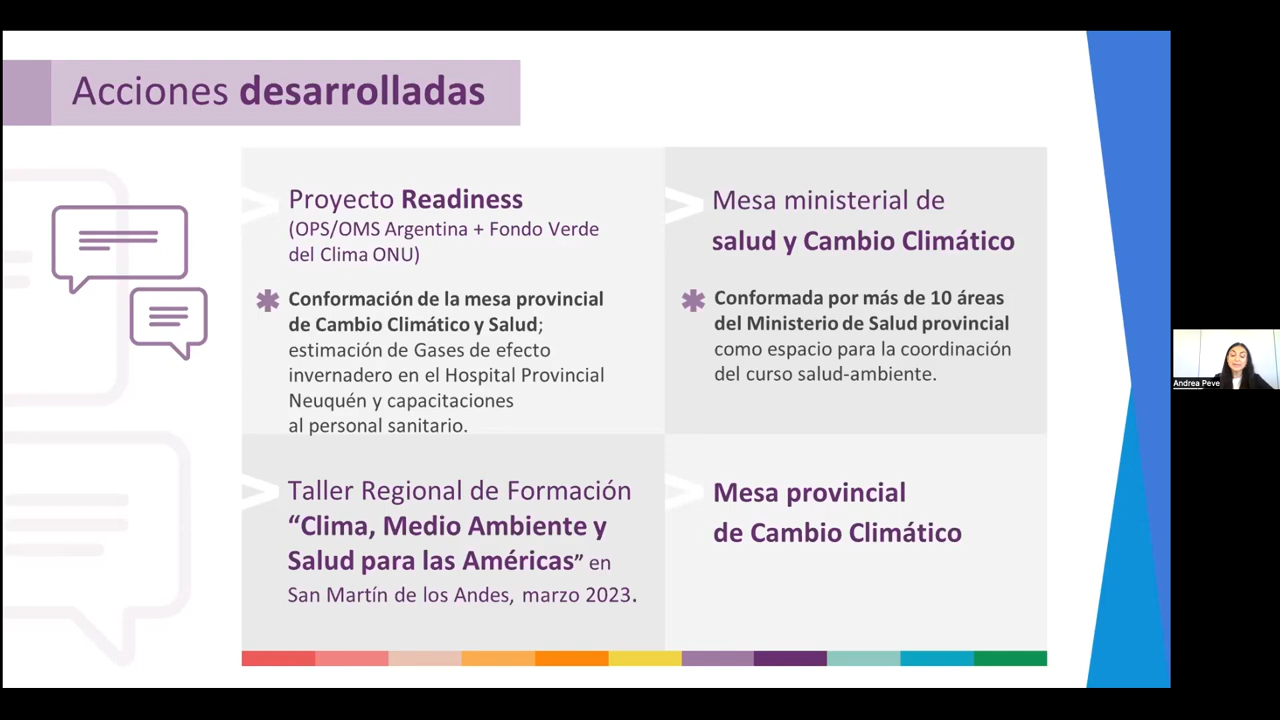 Acciones desarrolladas
Proyecto Readiness
(OPS/OMS Argentina + Fondo Verde
del Clima ONU)
Conformación de la mesa provincial
de Cambio Climático y Salud;
estimación de Gases de efecto
invernadero en el Hospital Provincial
Neuquén y capacitaciones
al personal sanitario.
Mesa ministerial de
salud y Cambio Climático
Conformada por más de 10 áreas
del Ministerio de Salud provincial
como espacio para la coordinación
del curso salud-ambiente.
Taller Regional de Formación
“Clima, Medio Ambiente y
Salud para las Américas” en
San Martín de los Andes, marzo 2023.
Mesa provincial
de Cambio Climático
Andrea Peve